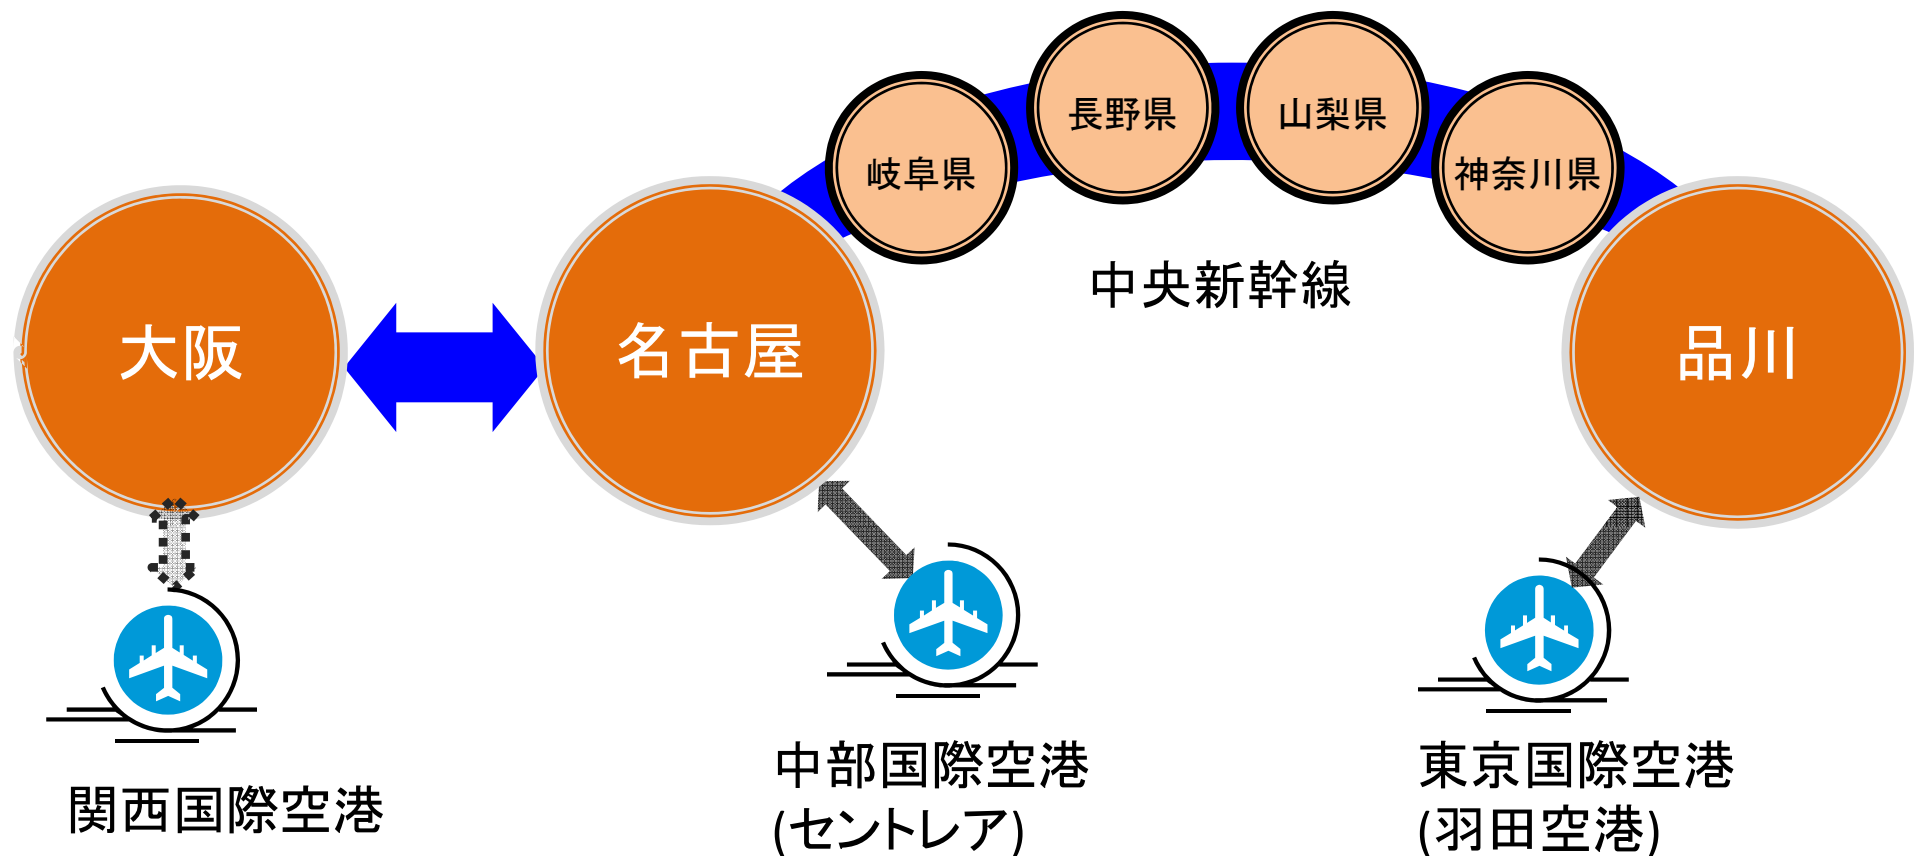 岐阜県
長野県
山梨県
神奈川県
中央新幹線
大阪
名古屋
品川
関西国際空港
中部国際空港
(セントレア)
東京国際空港
(羽田空港)